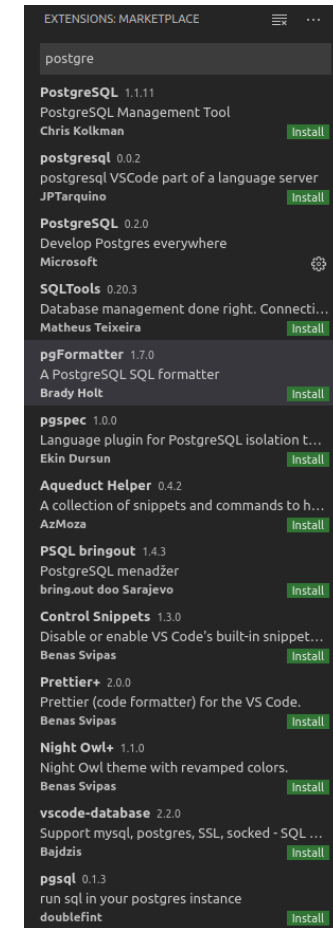 EXTENSIONS: MARKETPLACE
postgre
PostgreSQL 1.1.11
PostgreSQL Management Tool
Chris Kolkman Install
postgresql 0.0.2
postgresql VSCode part of a language server
JPTarquino Install
PostgreSQL 0.2.0
Develop Postgres everywhere
Microsoft
SQLTools 0.20.3
Database management done right. Connecti...
Matheus Teixeira Install
pgFormatter 1.7.0
A PostgreSQL SQL formatter
Brady Holt Install
pgspec 1.0.0
Language plugin for PostgreSQL isolation t...
Ekin Dursun Install
Aqueduct Helper 0.4.2
A collection of snippets and commands to h...
AzMoza Install
PSQL bringout 1.4.3
PostgreSQL menadžer
bring.out doo Sarajevo Install
Control Snippets 1.3.0
Disable or enable VS Code's built-in snippet...
Benas Svipas Install
Prettier+ 2.0.0
Prettier (code formatter) for the VS Code.
Benas Svipas Install
Night Owl+ 1.1.0
Night Owl theme with revamped colors.
Benas Svipas Install
vscode-database 2.2.0
Support mysql, postgres, SSL, socked - SQL ...
Bajdzis Install
pgsql 0.1.3
run sql in your postgres instance
doublefint Install